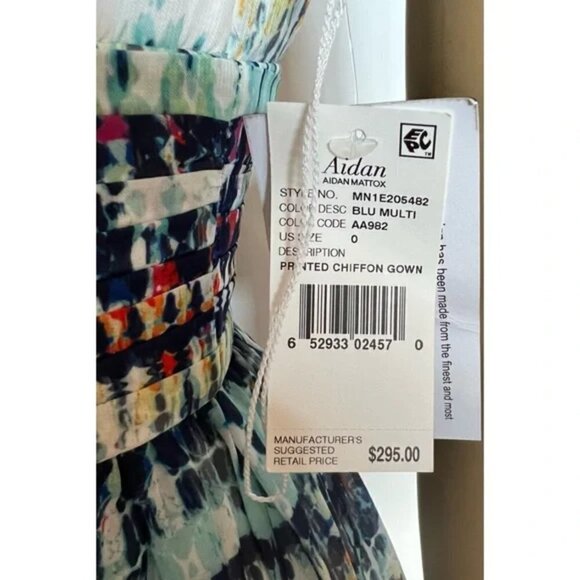 EPC™
Aidan
AIDAN MATTOX
STYLE NO. MN1E205482
COLOR DESC BLU MULTI
COLOR CODE AA982
US SIZE 0
DESCRIPTION
PRINTED CHIFFON GOWN
6 52933 02457 0
MANUFACTURER'S
SUGGESTED
RETAIL PRICE $295.00
has been made from the finest and most